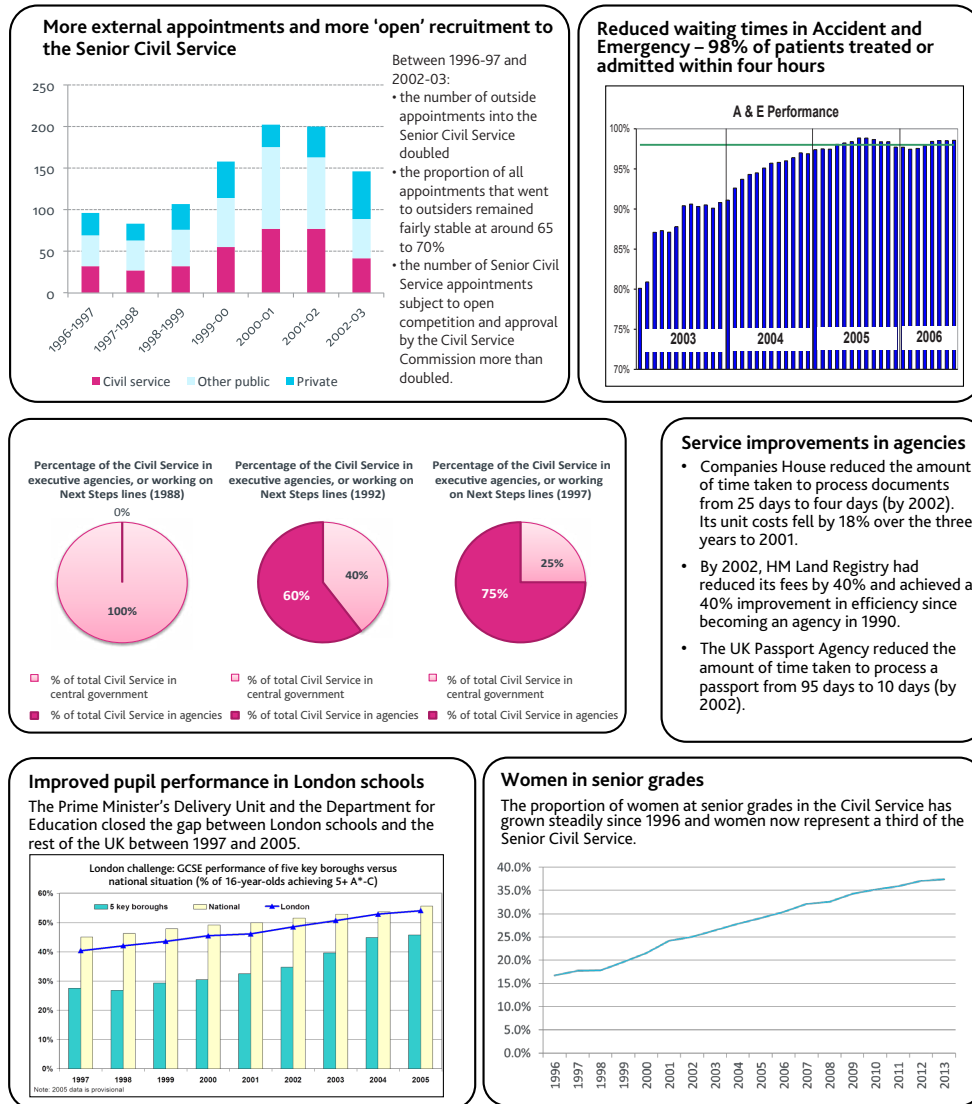 More external appointments and more ‘open’ recruitment to
the Senior Civil Service
250
200
150
100
50
0
1996-1997
1997-1998
1998-1999
1999-00
2000-01
2001-02
2002-03
Civil service
Other public
Private
Between 1996-97 and
2002-03:
• the number of outside
appointments into the
Senior Civil Service
doubled
• the proportion of all
appointments that went
to outsiders remained
fairly stable at around 65
to 70%
• the number of Senior Civil
Service appointments
subject to open
competition and approval
by the Civil Service
Commission more than
doubled.
Reduced waiting times in Accident and
Emergency – 98% of patients treated or
admitted within four hours
A & E Performance
100%
95%
90%
85%
80%
75%
70%
2003
2004
2005
2006
Percentage of the Civil Service in
executive agencies, or working on
Next Steps lines (1988)
0%
100%
% of total Civil Service in
central government
% of total Civil Service in agencies
Percentage of the Civil Service in
executive agencies, or working on
Next Steps lines (1992)
40%
60%
% of total Civil Service in
central government
% of total Civil Service in agencies
Percentage of the Civil Service in
executive agencies, or working
on Next Steps lines (1997)
25%
75%
% of total Civil Service in
central government
% of total Civil Service in agencies
Service improvements in agencies
• Companies House reduced the amount
of time taken to process documents
from 25 days to four days (by 2002).
Its unit costs fell by 18% over the three
years to 2001.
• By 2002, HM Land Registry had
reduced its fees by 40% and achieved a
40% improvement in efficiency since
becoming an agency in 1990.
• The UK Passport Agency reduced the
amount of time taken to process a
passport from 95 days to 10 days (by
2002).
Improved pupil performance in London schools
The Prime Minister’s Delivery Unit and the Department for
Education closed the gap between London schools and the
rest of the UK between 1997 and 2005.
London challenge: GCSE performance of five key boroughs versus
national situation (% of 16-year-olds achieving 5+ A*-C)
60%
50%
40%
30%
20%
10%
0%
5 key boroughs
National
London
1997
1998
1999
2000
2001
2002
2003
2004
2005
Note: 2005 data is provisional
Women in senior grades
The proportion of women at senior grades in the Civil Service has
grown steadily since 1996 and women now represent a third of the
Senior Civil Service.
40.0%
35.0%
30.0%
25.0%
20.0%
15.0%
10.0%
5.0%
0.0%
1996
1997
1998
1999
2000
2001
2002
2003
2004
2005
2006
2007
2008
2009
2010
2011
2012
2013